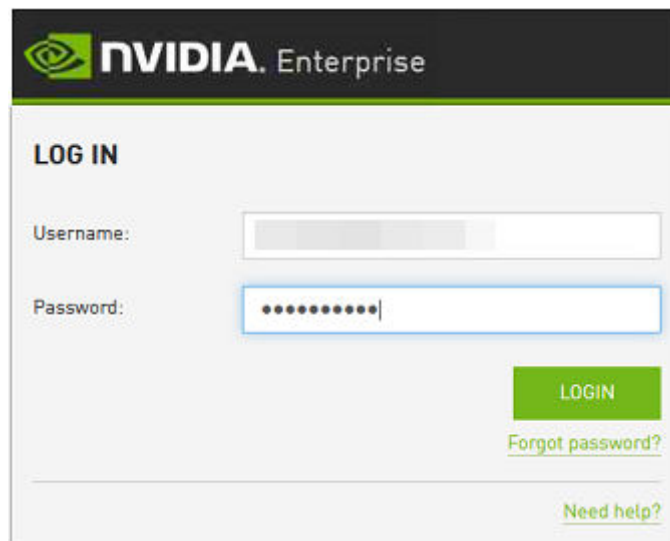 NVIDIA. Enterprise
LOG IN
Username:
Password: ••••••••••
LOGIN
Forgot password?
Need help?